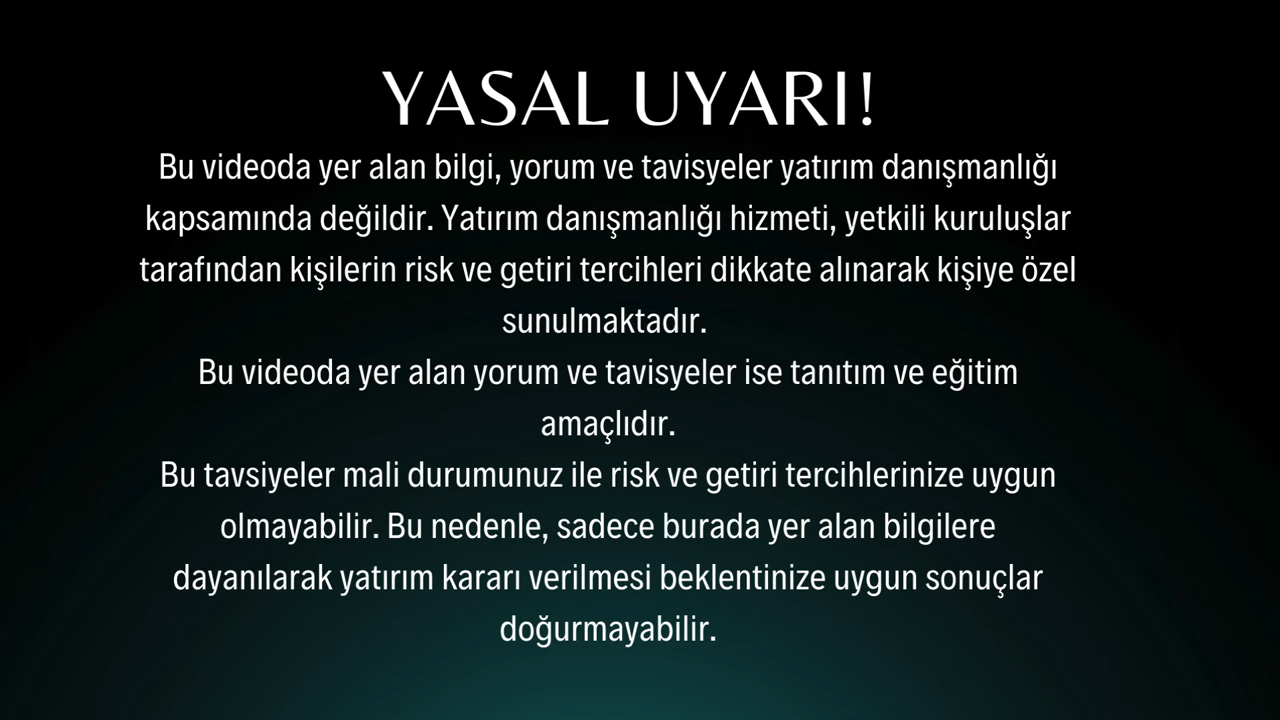 YASAL UYARI!
Bu videoda yer alan bilgi, yorum ve tavisyeler yatırım danışmanlığı
kapsamında değildir. Yatırım danışmanlığı hizmeti, yetkili kuruluşlar
tarafından kişilerin risk ve getiri tercihleri dikkate alınarak kişiye özel
sunulmaktadır.
Bu videoda yer alan yorum ve tavisyeler ise tanıtım ve eğitim
amaçlıdır.
Bu tavsiyeler mali durumunuz ile risk ve getiri tercihlerinize uygun
olmayabilir. Bu nedenle, sadece burada yer alan bilgilere
dayanılarak yatırım kararı verilmesi beklentinize uygun sonuçlar
doğurmayabilir.